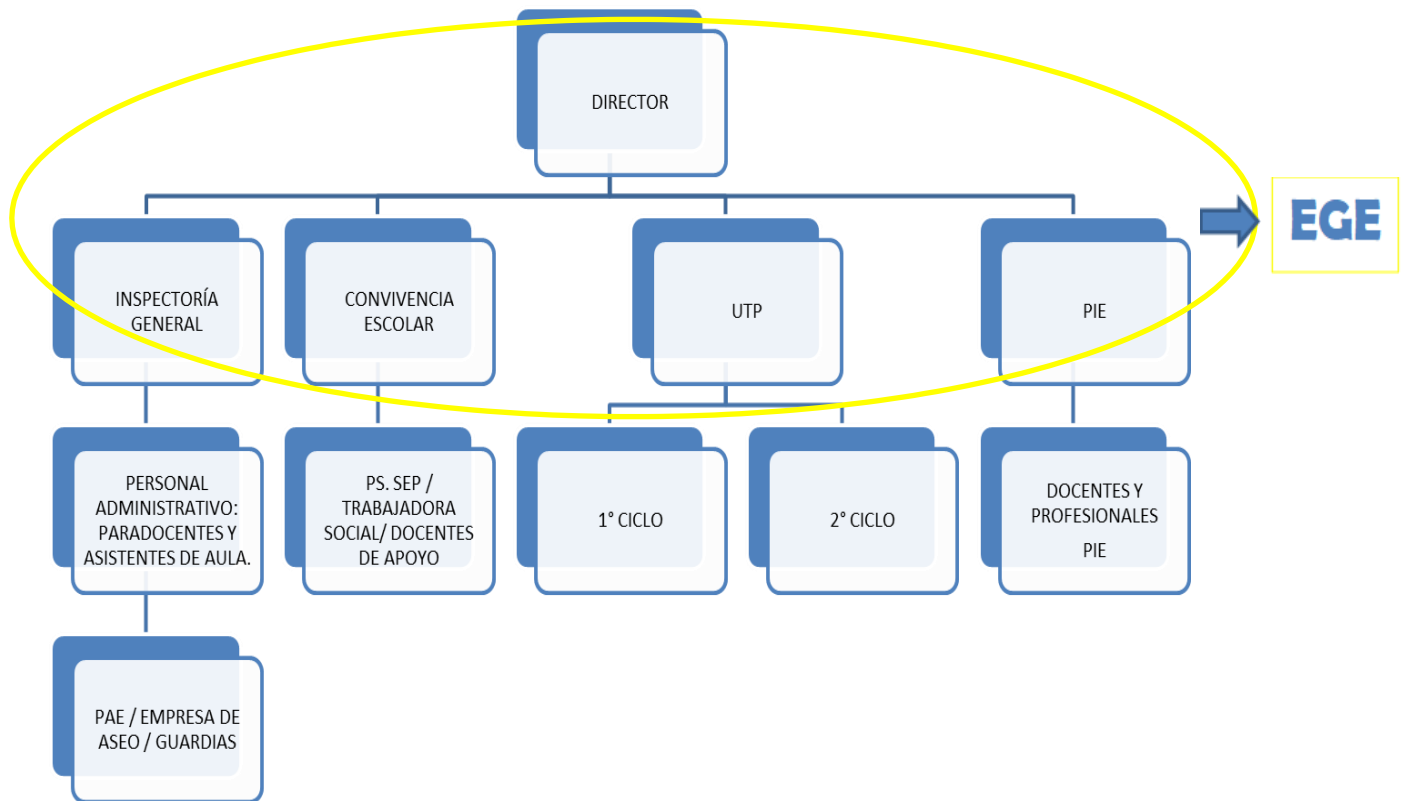 DIRECTOR
EGE
INSPECTORÍA
GENERAL
CONVIVENCIA
ESCOLAR
UTP
PIE
PERSONAL
ADMINISTRATIVO:
PARADOCENTES Y
ASISTENTES DE AULA.
PS. SEP /
TRABAJADORA
SOCIAL/ DOCENTES
DE APOYO
1° CICLO
2° CICLO
DOCENTES Y
PROFESIONALES
PIE
PAE / EMPRESA DE
ASEO / GUARDIAS